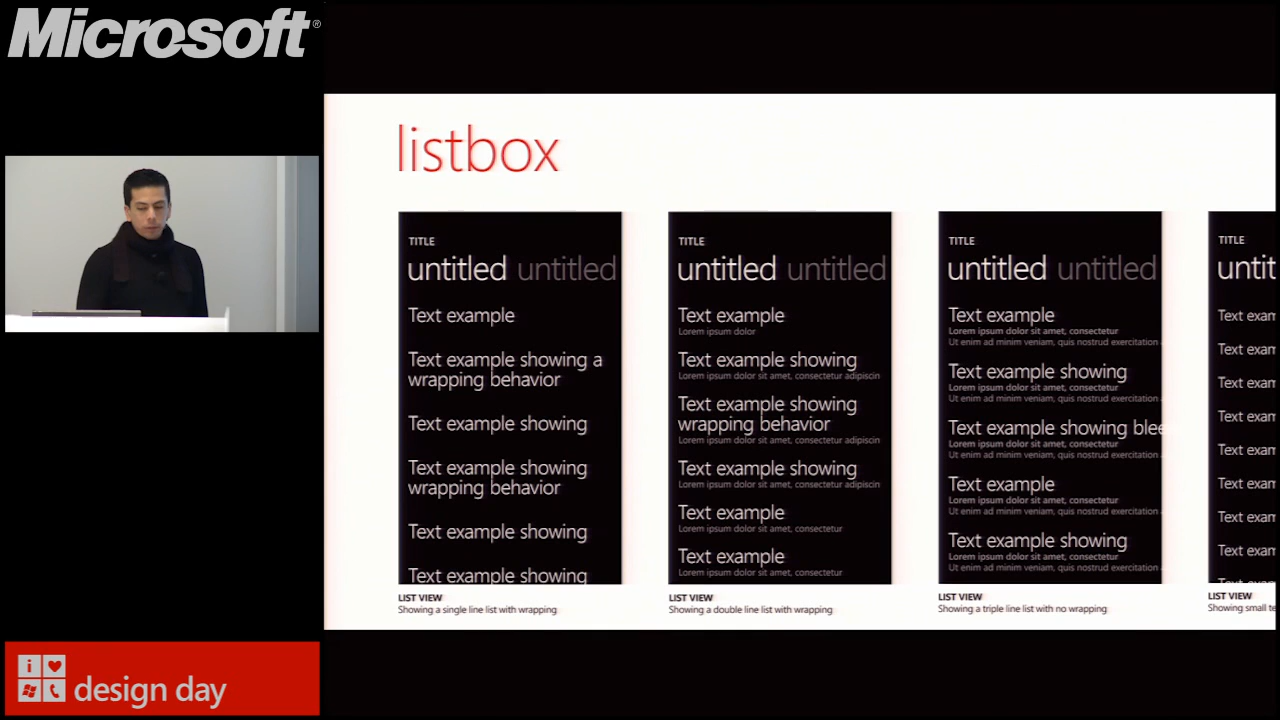 Microsoft®
listbox
TITLE
untitled untitled
Text example
Text example showing a
wrapping behavior
Text example showing
Text example showing
wrapping behavior
Text example showing
Text example showing
LIST VIEW
Showing a single line list with wrapping
TITLE
untitled untitled
Text example
Lorem ipsum dolor
Text example showing
Lorem ipsum dolor sit amet, consectetur adipiscin
Text example showing
wrapping behavior
Lorem ipsum dolor sit amet, consectetur adipiscin
Text example showing
Lorem ipsum dolor sit amet, consectetur adipiscin
Text example
Lorem ipsum dolor sit amet, consectetur
Text example
Lorem ipsum dolor sit amet, consectetur
LIST VIEW
Showing a double line list with wrapping
TITLE
untitled untitled
Text example
Lorem ipsum dolor sit amet, consectetur
Ut enim ad minim veniam, quis nostrud exercitation
Text example showing
Lorem ipsum dolor sit amet, consectetur
Ut enim ad minim veniam, quis nostrud exercitation
Text example showing blee
Lorem ipsum dolor sit amet, consectetur
Ut enim ad minim veniam, quis nostrud exercitation
Text example
Lorem ipsum dolor sit amet, consectetur
Ut enim ad minim veniam, quis nostrud exercitation
Text example showing
Lorem ipsum dolor sit amet, consectetur
Ut enim ad minim veniam, quis nostrud exercitation
LIST VIEW
Showing a triple line list with no wrapping
TITLE
untit
Text exam
Text exam
Text exam
Text exam
Text exam
Text exam
Text exam
Text exam
LIST VIEW
Showing small te
i
design day